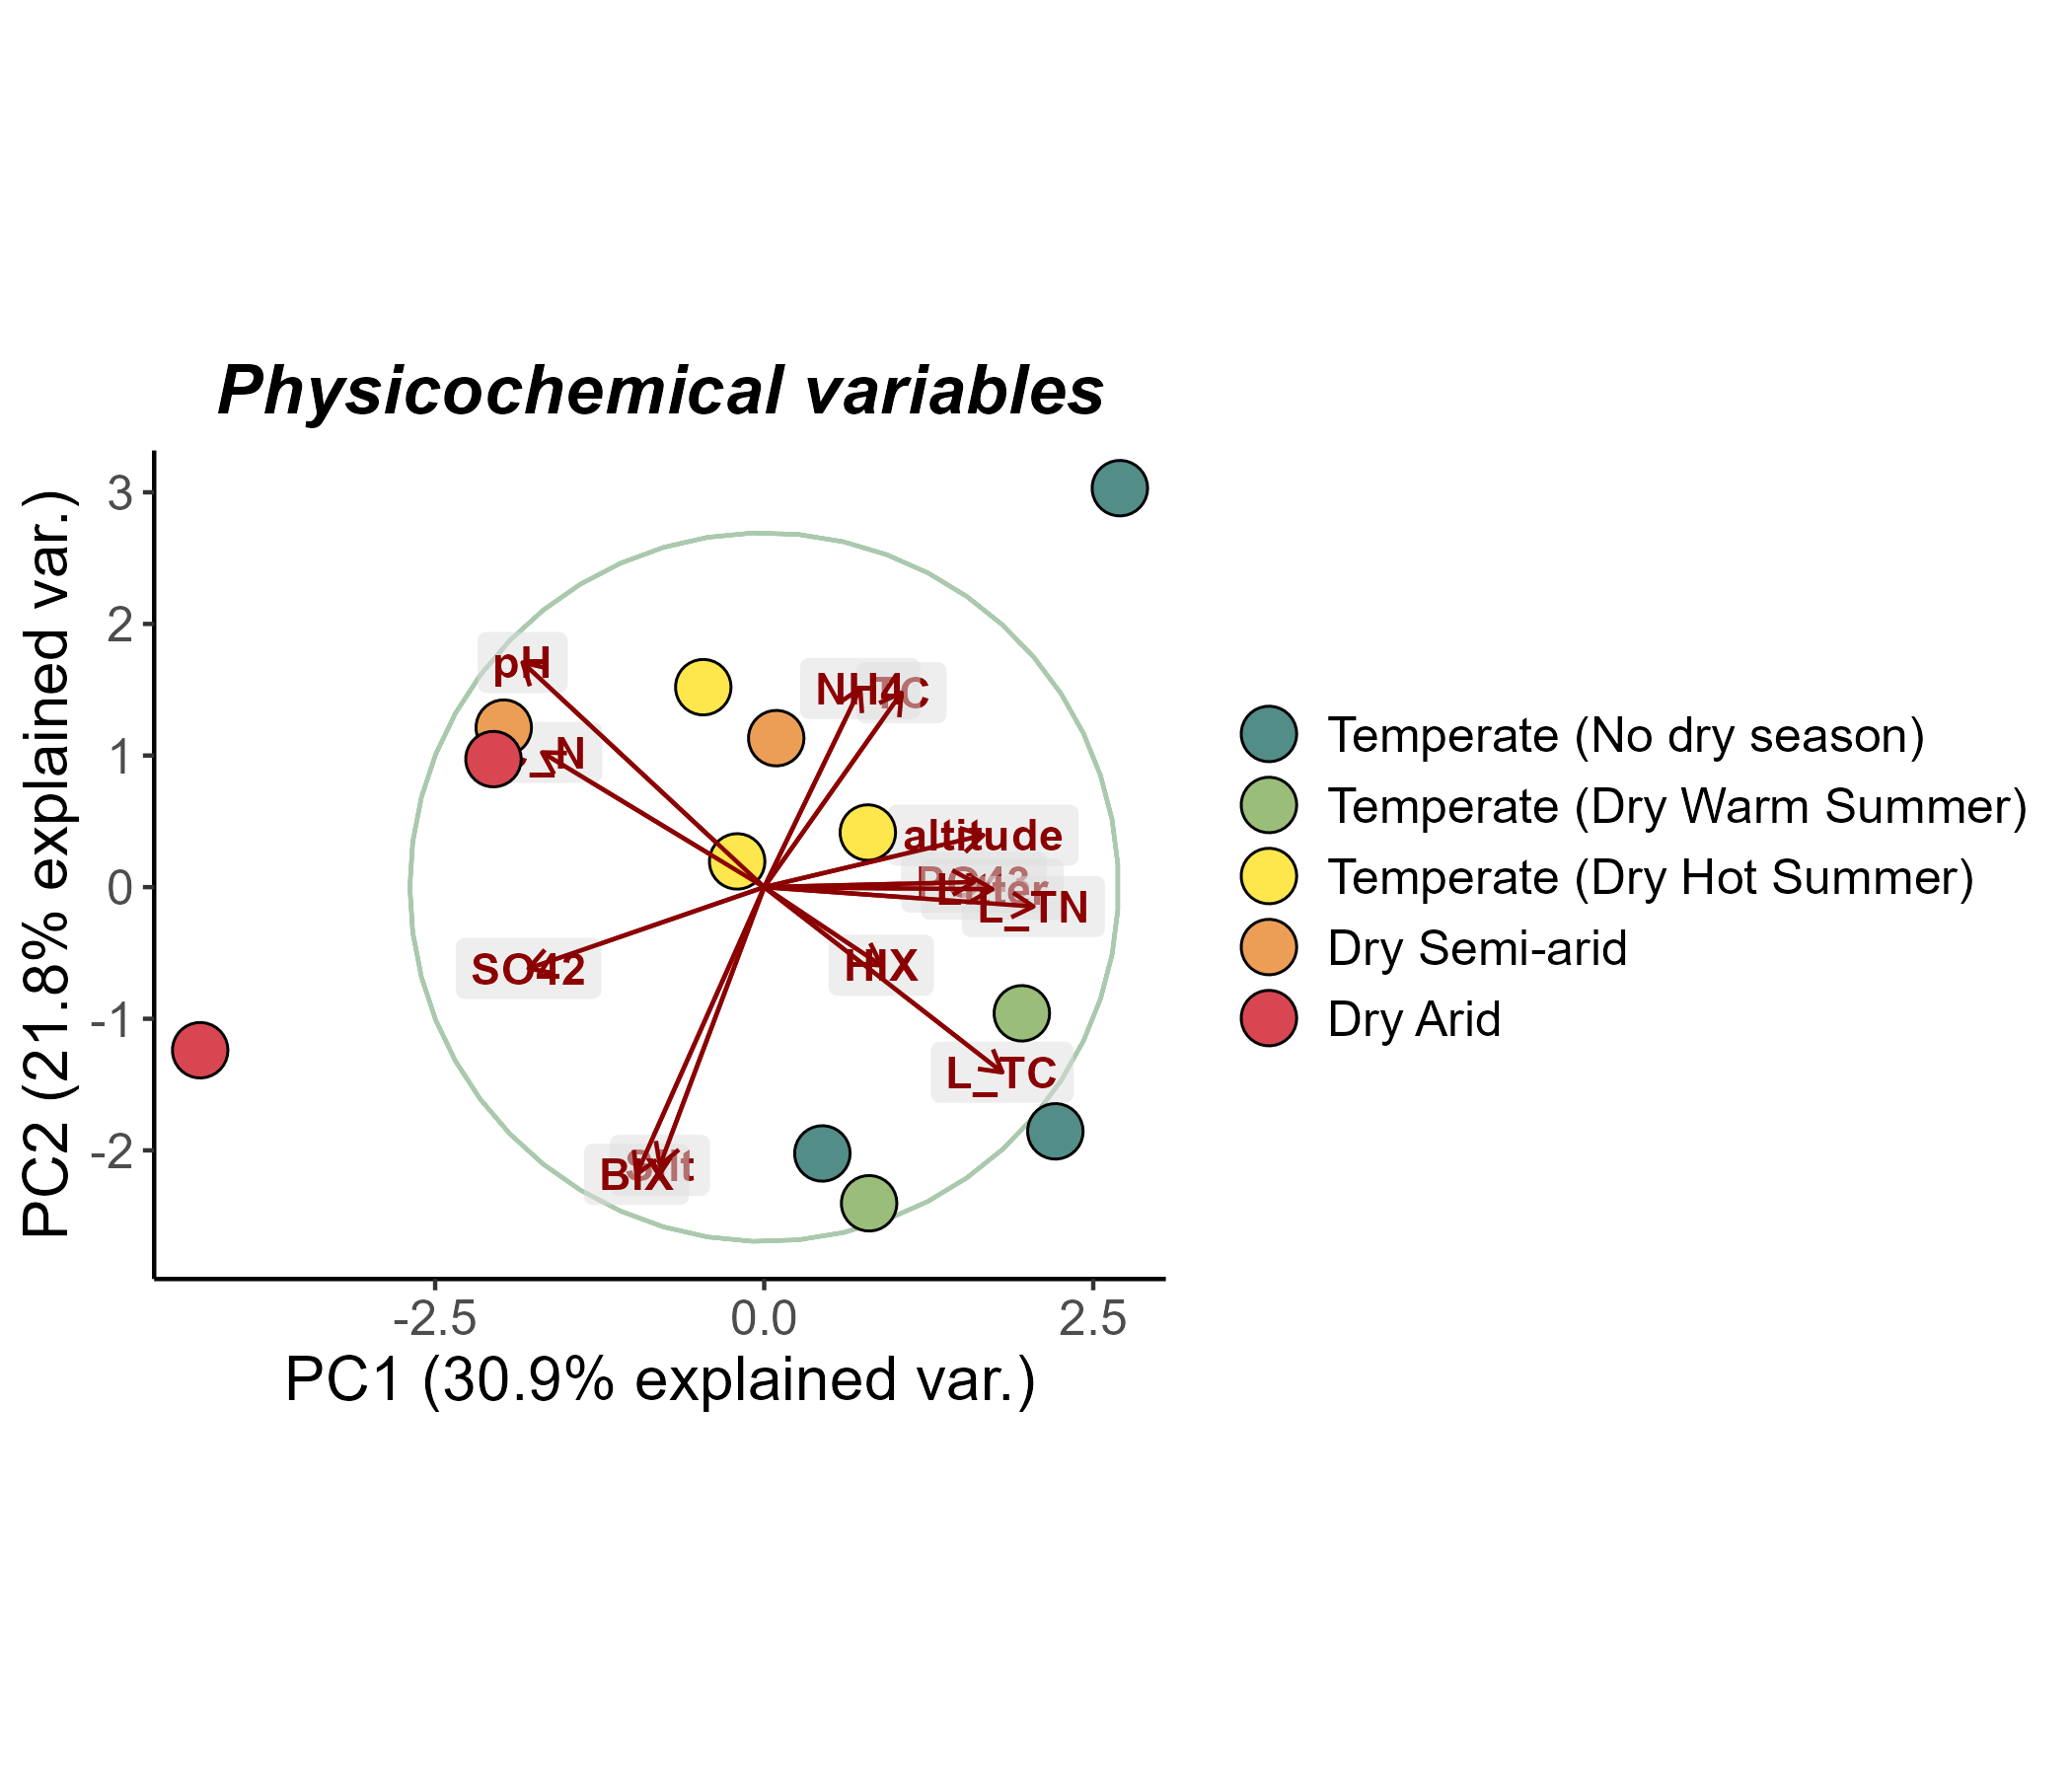 Physicochemical variables
PC2 (21.8% explained var.)
3
2
1
0
-1
-2
pH
NH4
TC
altitude
L_TN
SO42
HIX
L_TC
BIX
-2.5
0.0
2.5
PC1 (30.9% explained var.)
Temperate (No dry season)
Temperate (Dry Warm Summer)
Temperate (Dry Hot Summer)
Dry Semi-arid
Dry Arid